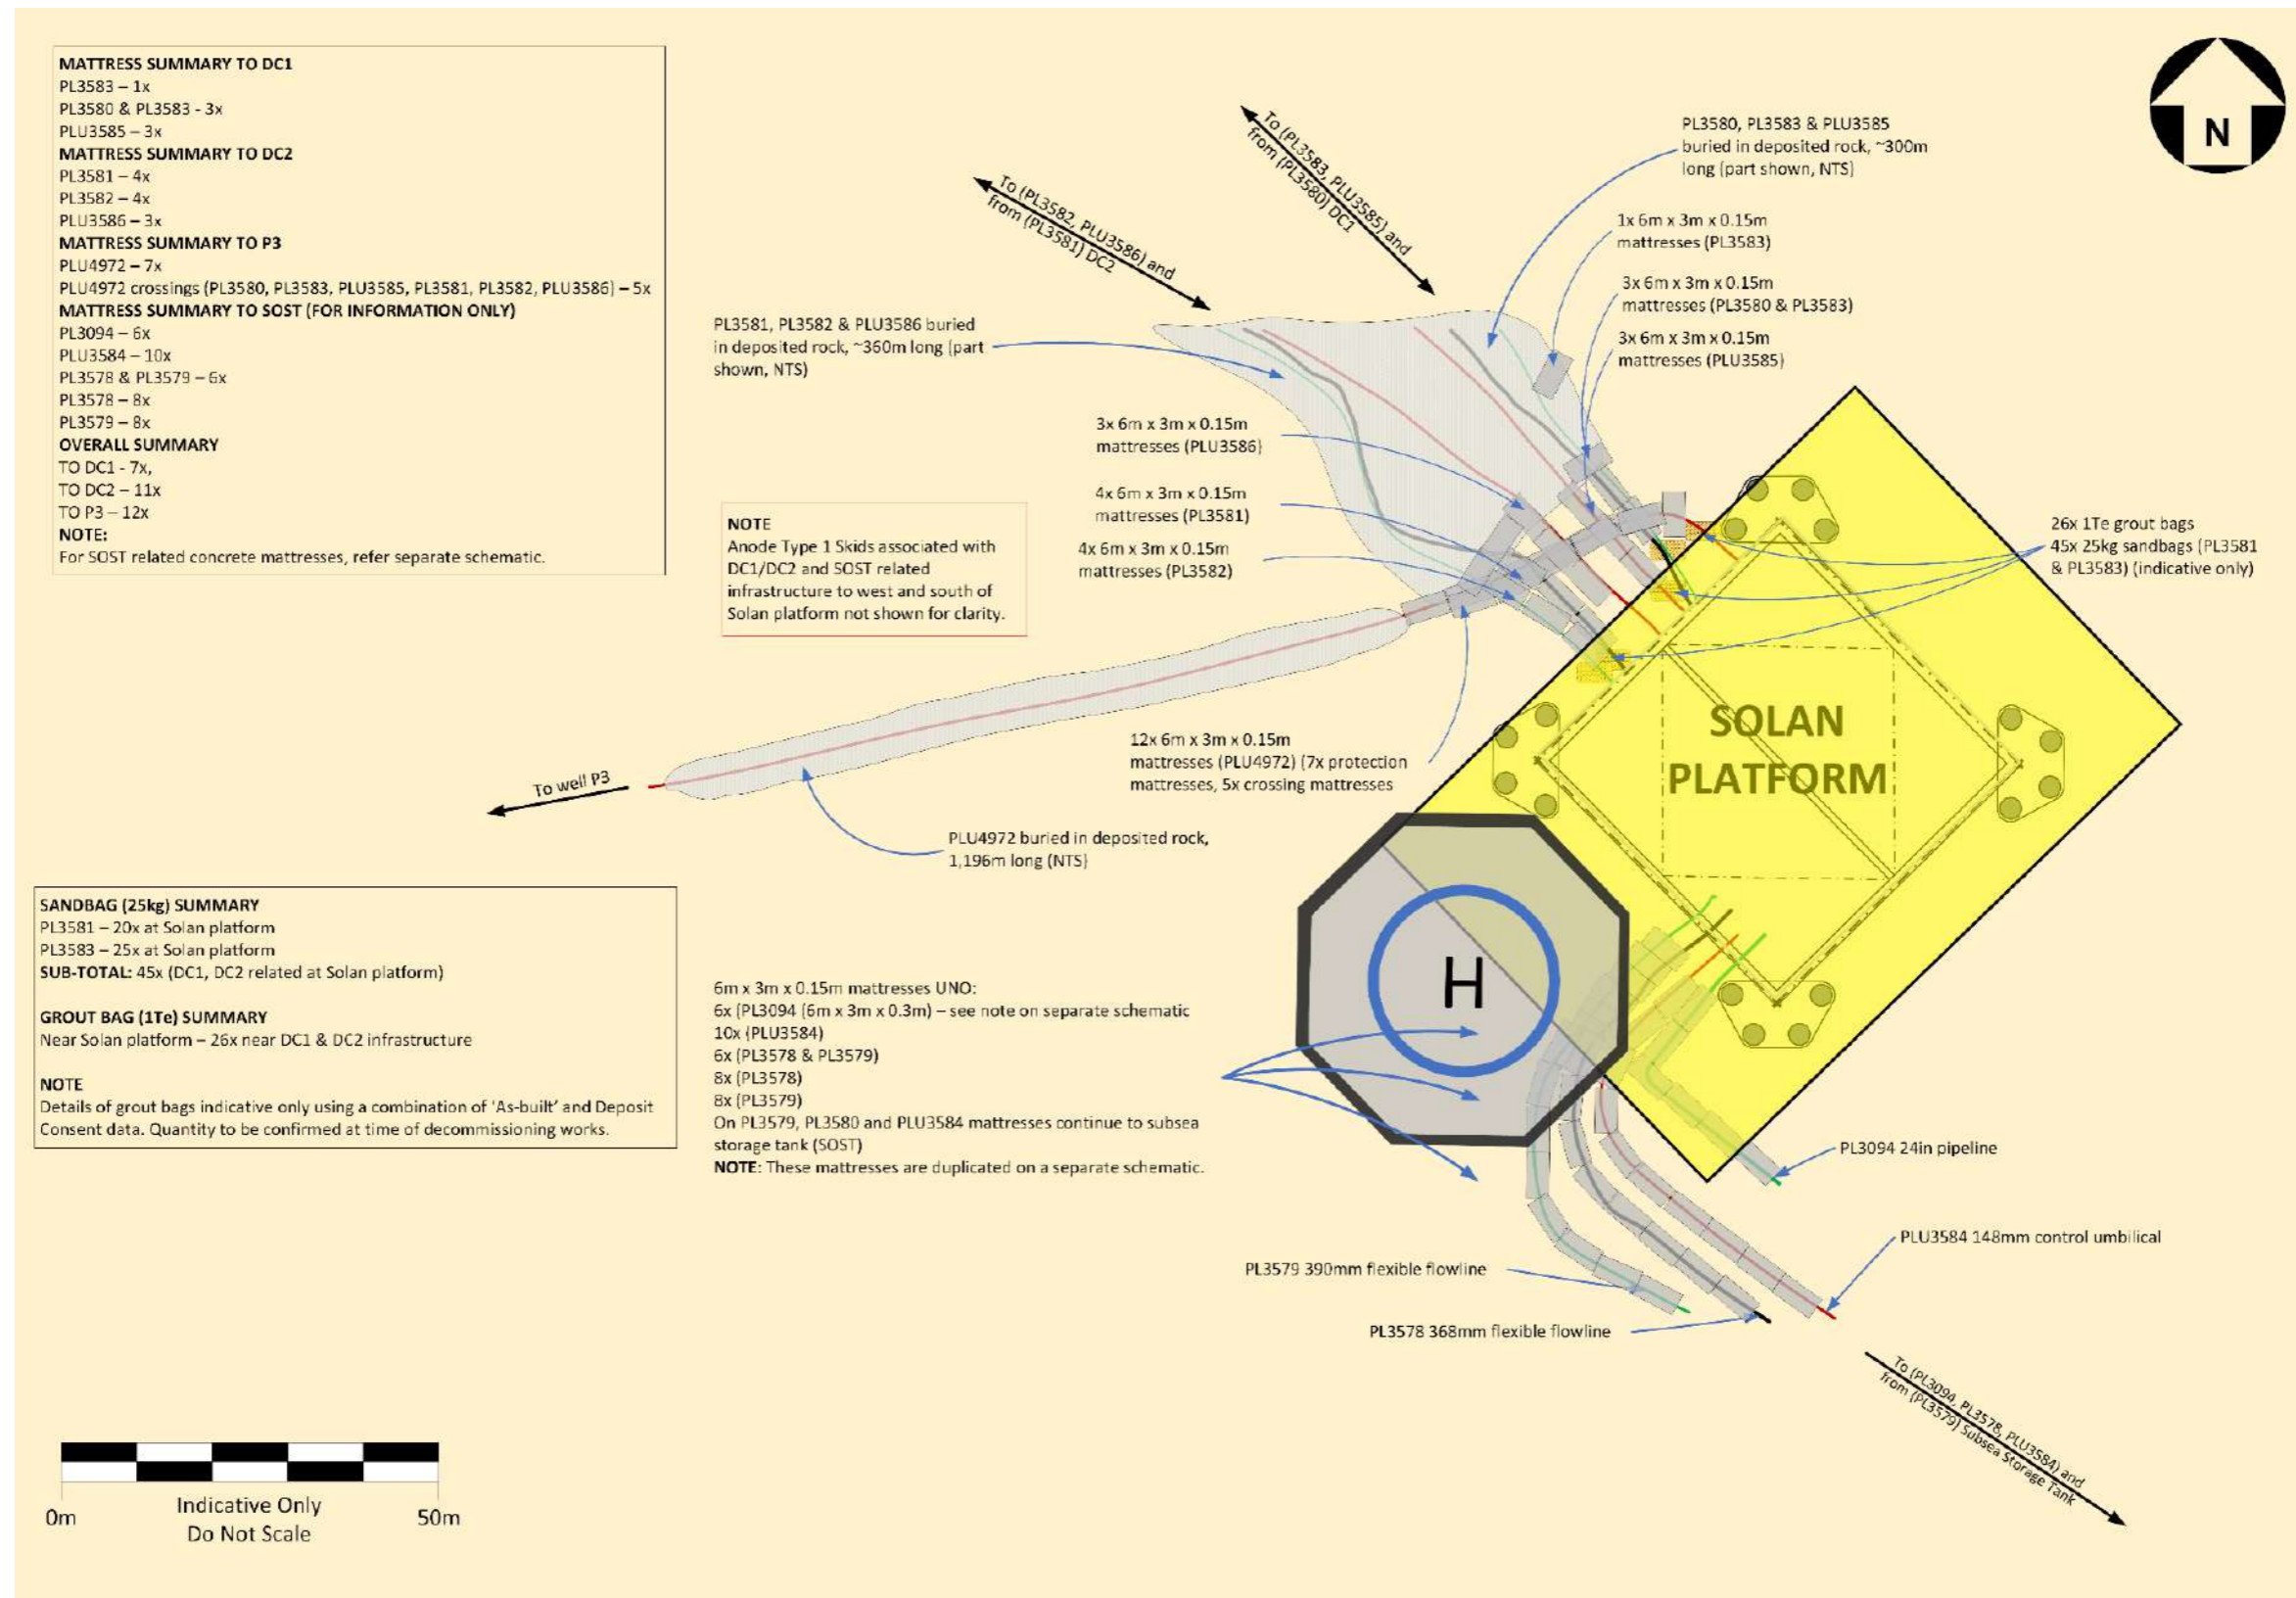 MATTRESS SUMMARY TO DC1
PL3583 – 1x
PL3580 & PL3583 - 3x
PLU3585 – 3x
MATTRESS SUMMARY TO DC2
PL3581 – 4x
PL3582 – 4x
PLU3586 – 3x
MATTRESS SUMMARY TO P3
PLU4972 – 7x
PLU4972 crossings (PL3580, PL3583, PLU3585, PL3581, PL3582, PLU3586) – 5x
MATTRESS SUMMARY TO SOST (FOR INFORMATION ONLY)
PL3094 – 6x
PLU3584 – 10x
PL3578 & PL3579 – 6x
PL3578 – 8x
PL3579 – 8x
OVERALL SUMMARY
TO DC1 - 7x,
TO DC2 – 11x
TO P3 – 12x
NOTE:
For SOST related concrete mattresses, refer separate schematic.
N
To (PL3583, PLU3585) and
from (PL3580) DC1
To (PL3582, PLU3586) and
from (PL3581) DC2
PL3580, PL3583 & PLU3585
buried in deposited rock, ~300m
long (part shown, NTS)
1x 6m x 3m x 0.15m
mattresses (PL3583)
3x 6m x 3m x 0.15m
mattresses (PL3580 & PL3583)
3x 6m x 3m x 0.15m
mattresses (PLU3585)
PL3581, PL3582 & PLU3586 buried
in deposited rock, ~360m long (part
shown, NTS)
3x 6m x 3m x 0.15m
mattresses (PLU3586)
4x 6m x 3m x 0.15m
mattresses (PL3581)
4x 6m x 3m x 0.15m
mattresses (PL3582)
NOTE
Anode Type 1 Skids associated with
DC1/DC2 and SOST related
infrastructure to west and south of
Solan platform not shown for clarity.
26x 1Te grout bags
45x 25kg sandbags (PL3581
& PL3583) (indicative only)
SOLAN
PLATFORM
12x 6m x 3m x 0.15m
mattresses (PLU4972) (7x protection
mattresses, 5x crossing mattresses
To well P3
PLU4972 buried in deposited rock,
1,196m long (NTS)
H
SANDBAG (25kg) SUMMARY
PL3581 – 20x at Solan platform
PL3583 – 25x at Solan platform
SUB-TOTAL: 45x (DC1, DC2 related at Solan platform)
GROUT BAG (1Te) SUMMARY
Near Solan platform – 26x near DC1 & DC2 infrastructure
NOTE
Details of grout bags indicative only using a combination of 'As-built' and Deposit
Consent data. Quantity to be confirmed at time of decommissioning works.
6m x 3m x 0.15m mattresses UNO:
6x (PL3094 (6m x 3m x 0.3m) – see note on separate schematic
10x (PLU3584)
6x (PL3578 & PL3579)
8x (PL3578)
8x (PL3579)
On PL3579, PL3580 and PLU3584 mattresses continue to subsea
storage tank (SOST)
NOTE: These mattresses are duplicated on a separate schematic.
PL3094 24in pipeline
PLU3584 148mm control umbilical
PL3579 390mm flexible flowline
PL3578 368mm flexible flowline
To (PL3094, PL3578, PLU3584) and
from (PL3579) Subsea Storage Tank
0m
Indicative Only
Do Not Scale
50m